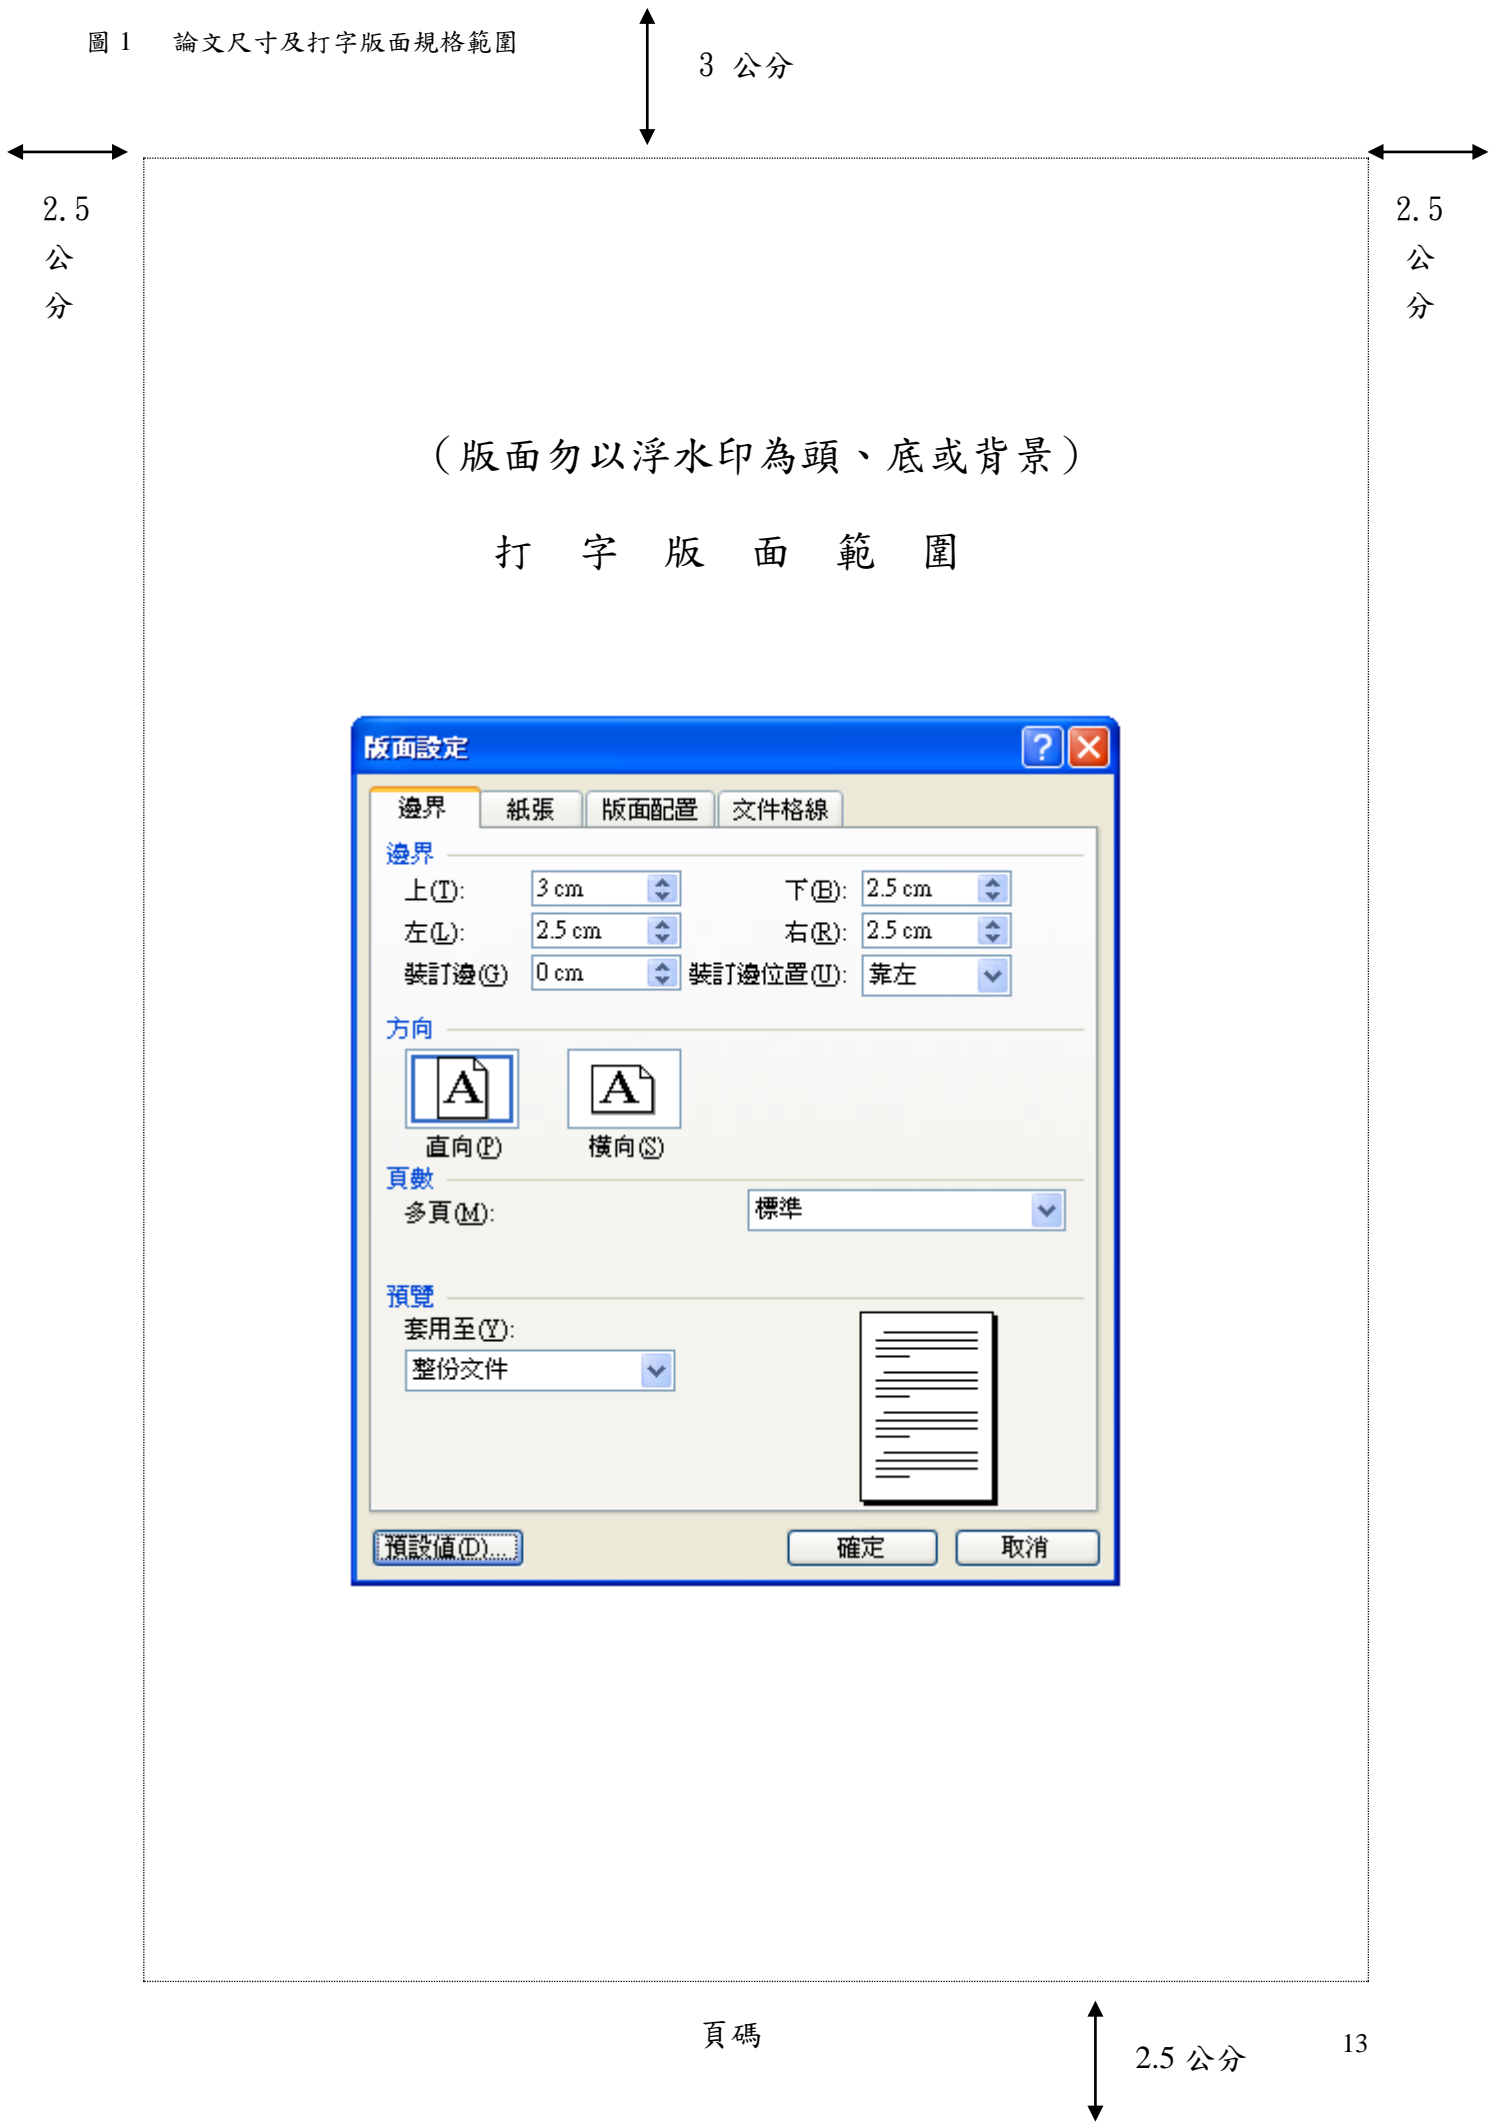 圖 1 論文尺寸及打字版面規格範圍
3 公分
2.5
公
分
2.5
公
分
（版面勿以浮水印為頭、底或背景）
打 字 版 面 範 圍
版面設定
邊界 紙張 版面配置 文件格線
邊界
上(T): 3 cm 下(B): 2.5 cm
左(L): 2.5 cm 右(R): 2.5 cm
裝訂邊(G) 0 cm 裝訂邊位置(U): 靠左
方向
A A
直向(P) 橫向(S)
頁數
多頁(M): 標準
預覽
套用至(Y):
整份文件
預設值(D)... 確定 取消
頁碼
2.5 公分
13